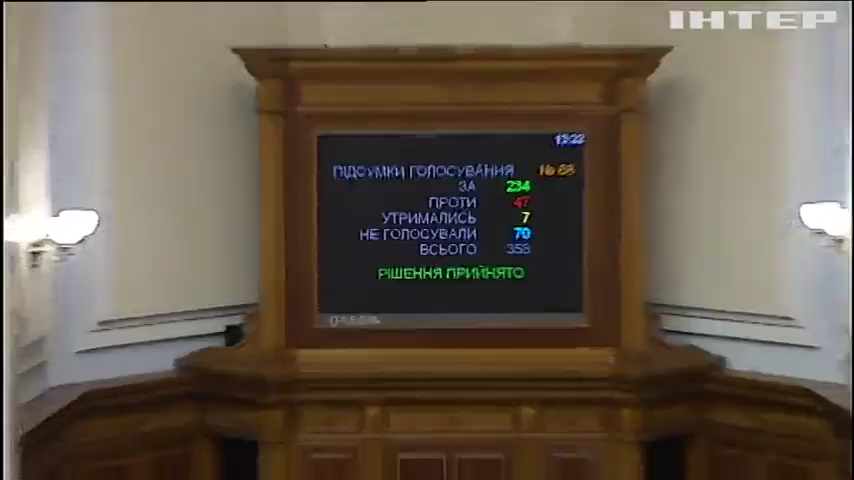 ІНТЕР
13:22
ПІДСУМКИ ГОЛОСУВАННЯ № 68
ЗА 234
ПРОТИ 47
УТРИМАЛИСЬ 7
НЕ ГОЛОСУВАЛИ 70
ВСЬОГО 358
РІШЕННЯ ПРИЙНЯТО